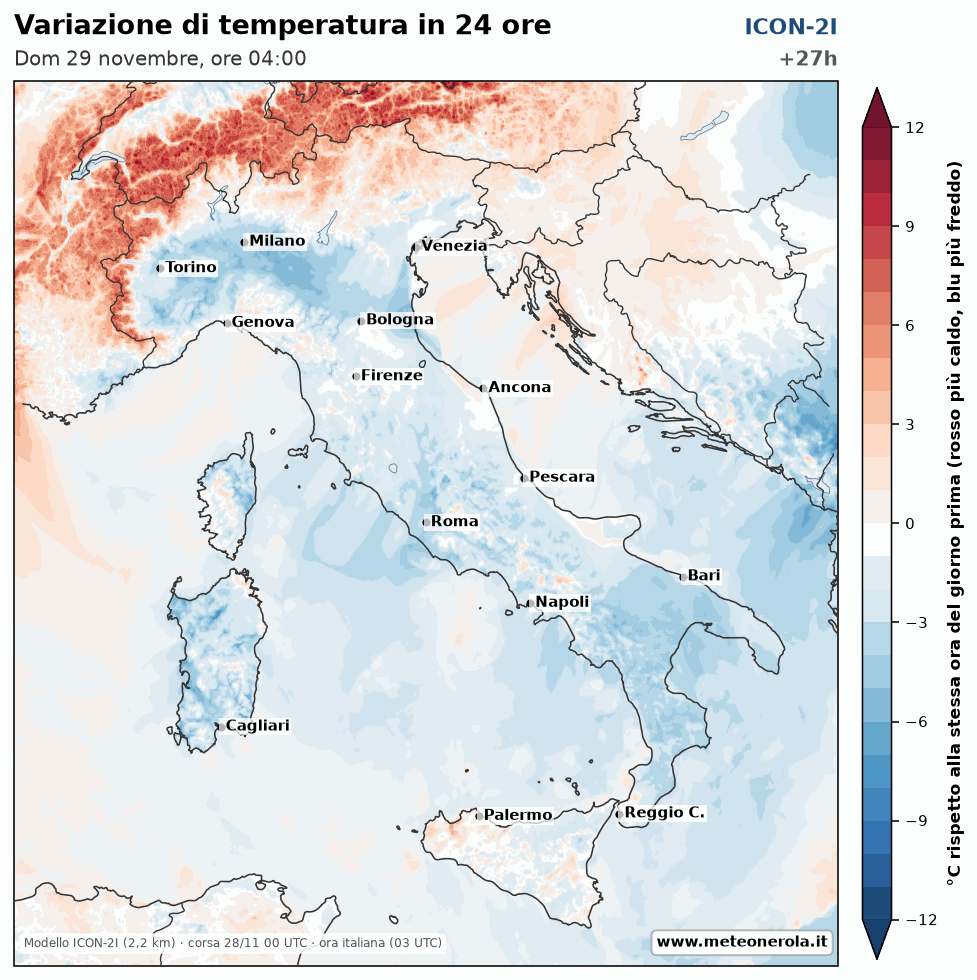 Variazione di temperatura in 24 ore
ICON-2I
Dom 29 novembre, ore 04:00
+27h
Milano
Venezia
Torino
Genova
Bologna
Firenze
Ancona
Pescara
Roma
Bari
Napoli
Cagliari
Palermo
Reggio C.
12
9
6
3
0
−3
−6
−9
−12
°C rispetto alla stessa ora del giorno prima (rosso più caldo, blu più freddo)
Modello ICON-2I (2,2 km) · corsa 28/11 00 UTC · ora italiana (03 UTC)
www.meteonerola.it